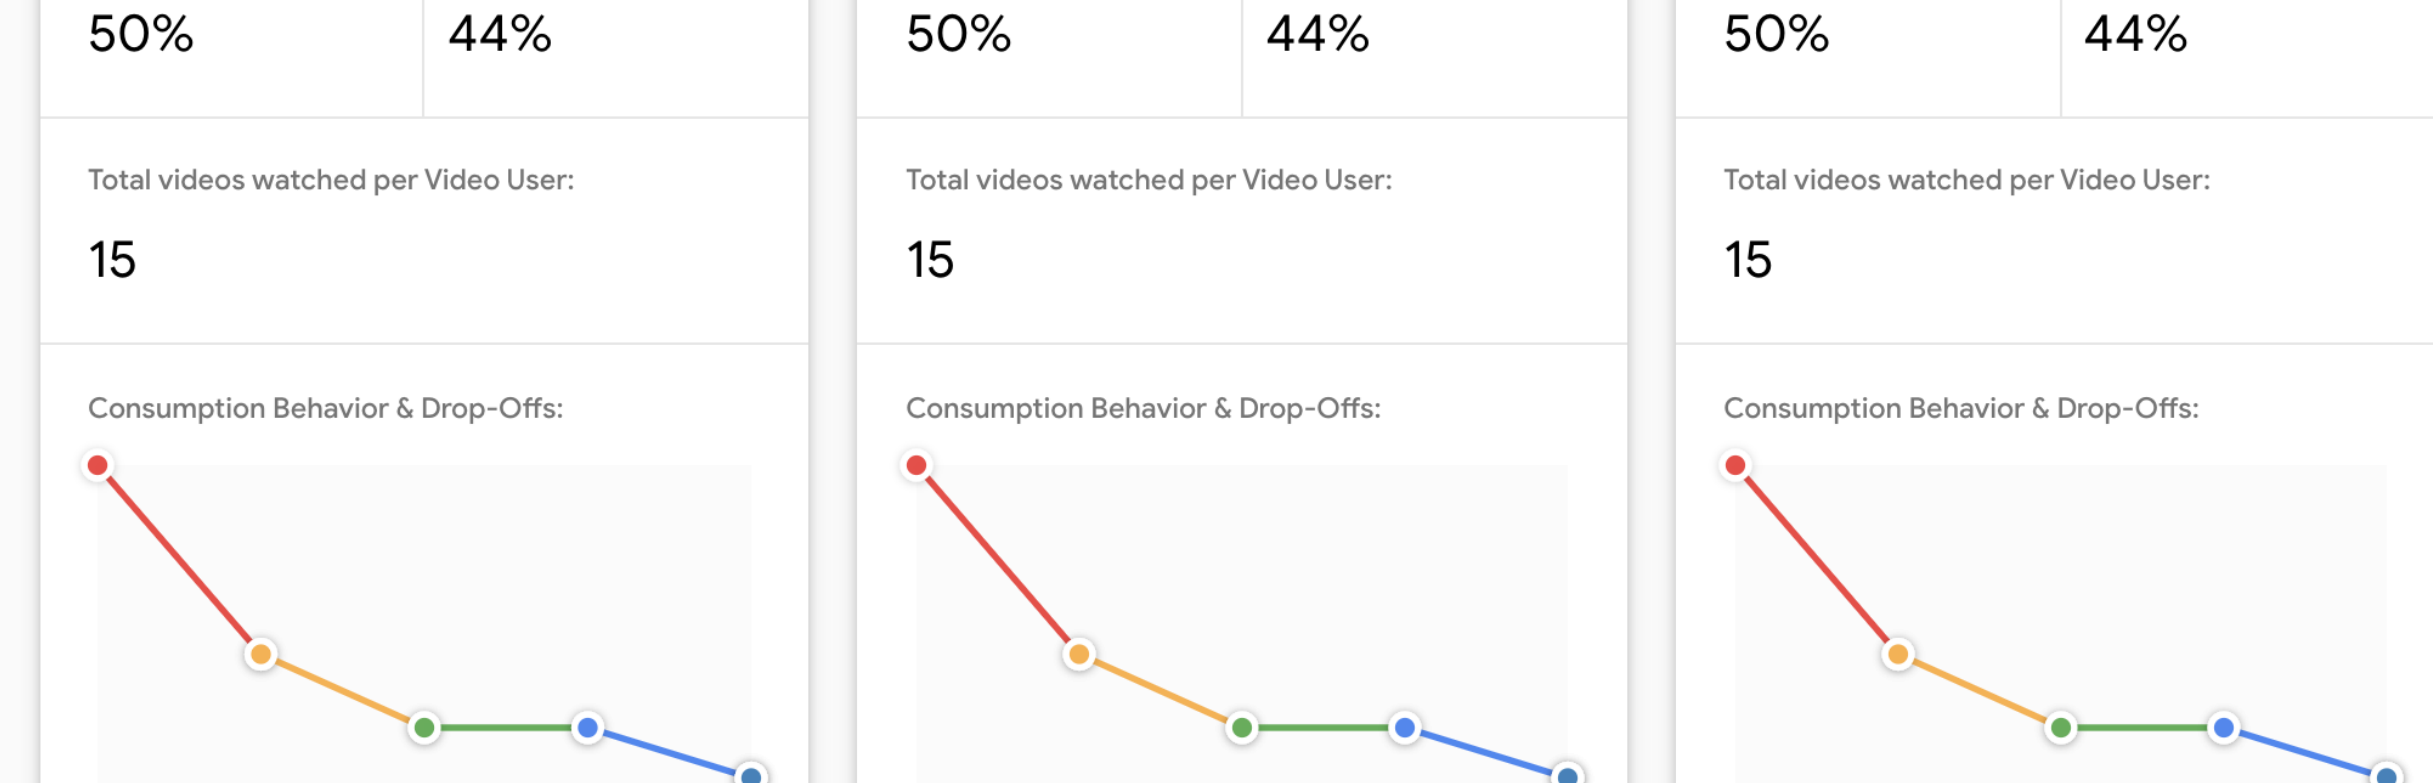 50% 44% 50% 44% 50% 44%
Total videos watched per Video User: Total videos watched per Video User: Total videos watched per Video User:
15 15 15
Consumption Behavior & Drop-Offs: Consumption Behavior & Drop-Offs: Consumption Behavior & Drop-Offs: